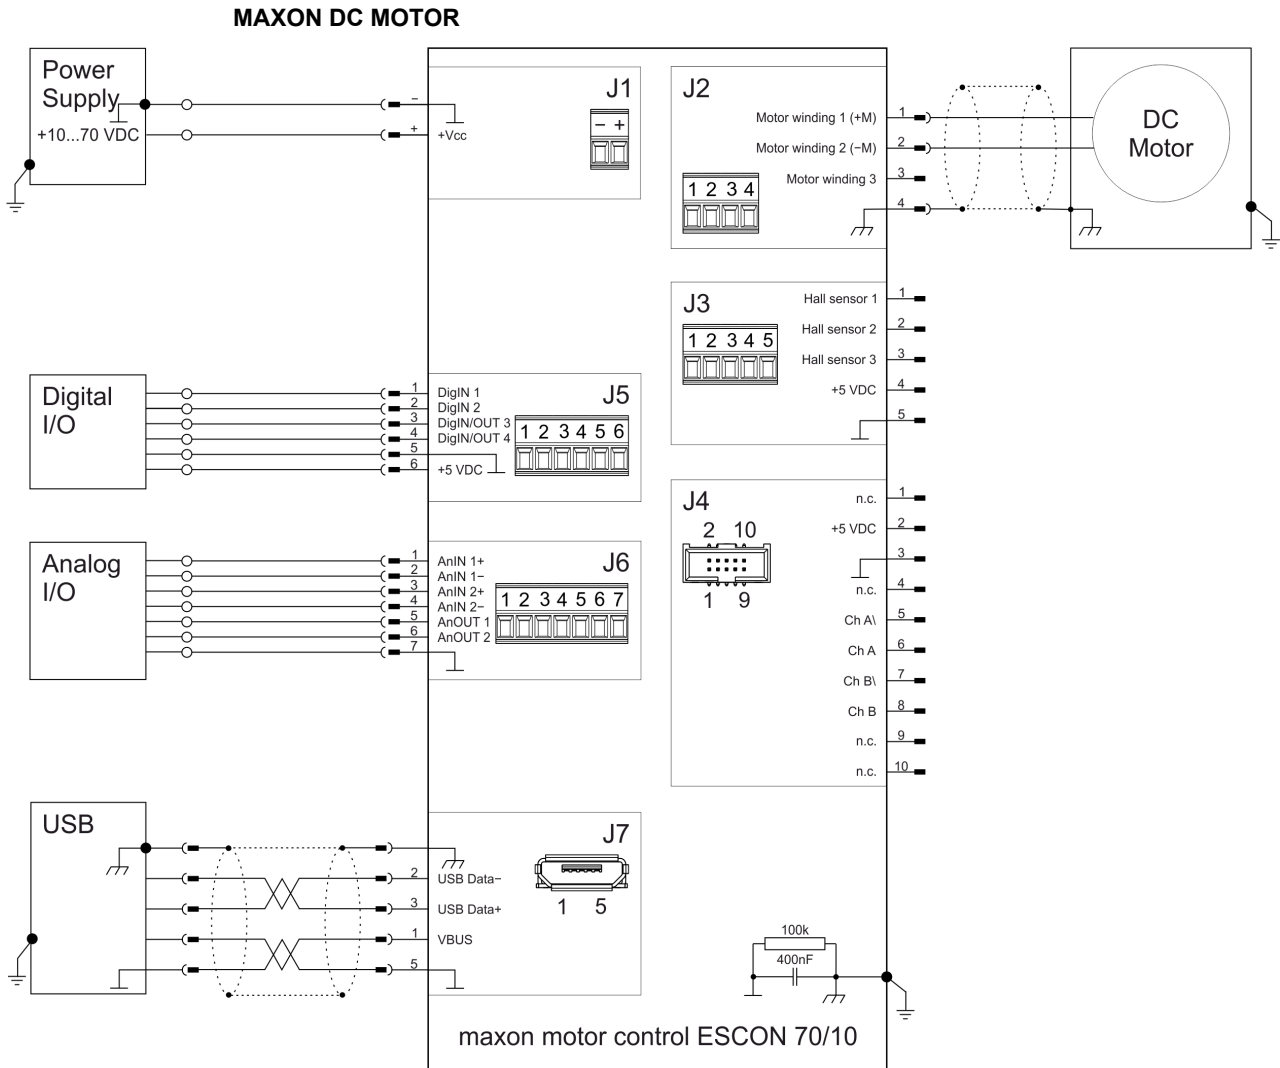 MAXON DC MOTOR
Power
Supply
+10...70 VDC
−
+
+Vcc
J1
− +
J2
1 2 3 4
Motor winding 1 (+M) 1
Motor winding 2 (−M) 2
Motor winding 3 3
4
DC
Motor
J3
1 2 3 4 5
Hall sensor 1 1
Hall sensor 2 2
Hall sensor 3 3
+5 VDC 4
5
Digital
I/O
1 DigIN 1
2 DigIN 2
3 DigIN/OUT 3
4 DigIN/OUT 4
5
6 +5 VDC
J5
1 2 3 4 5 6
J4
2 10
1 9
n.c. 1
+5 VDC 2
3
n.c. 4
Ch A\ 5
Ch A 6
Ch B\ 7
Ch B 8
n.c. 9
n.c. 10
Analog
I/O
1 AnIN 1+
2 AnIN 1−
3 AnIN 2+
4 AnIN 2−
5 AnOUT 1
6 AnOUT 2
7
J6
1 2 3 4 5 6 7
USB
2 USB Data−
3 USB Data+
1 VBUS
5
J7
1 5
100k
400nF
maxon motor control ESCON 70/10